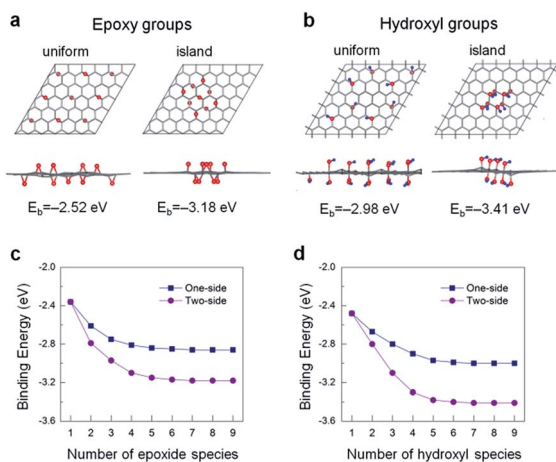 a
Epoxy groups
uniform
island
E_b=−2.52 eV
E_b=−3.18 eV
b
Hydroxyl groups
uniform
island
E_b=−2.98 eV
E_b=−3.41 eV
c
Binding Energy (eV)
-2.0
-2.4
-2.8
-3.2
-3.6
One-side
Two-side
1 2 3 4 5 6 7 8 9
Number of epoxide species
d
Binding Energy (eV)
-2.0
-2.4
-2.8
-3.2
-3.6
One-side
Two-side
1 2 3 4 5 6 7 8 9
Number of hydroxyl species